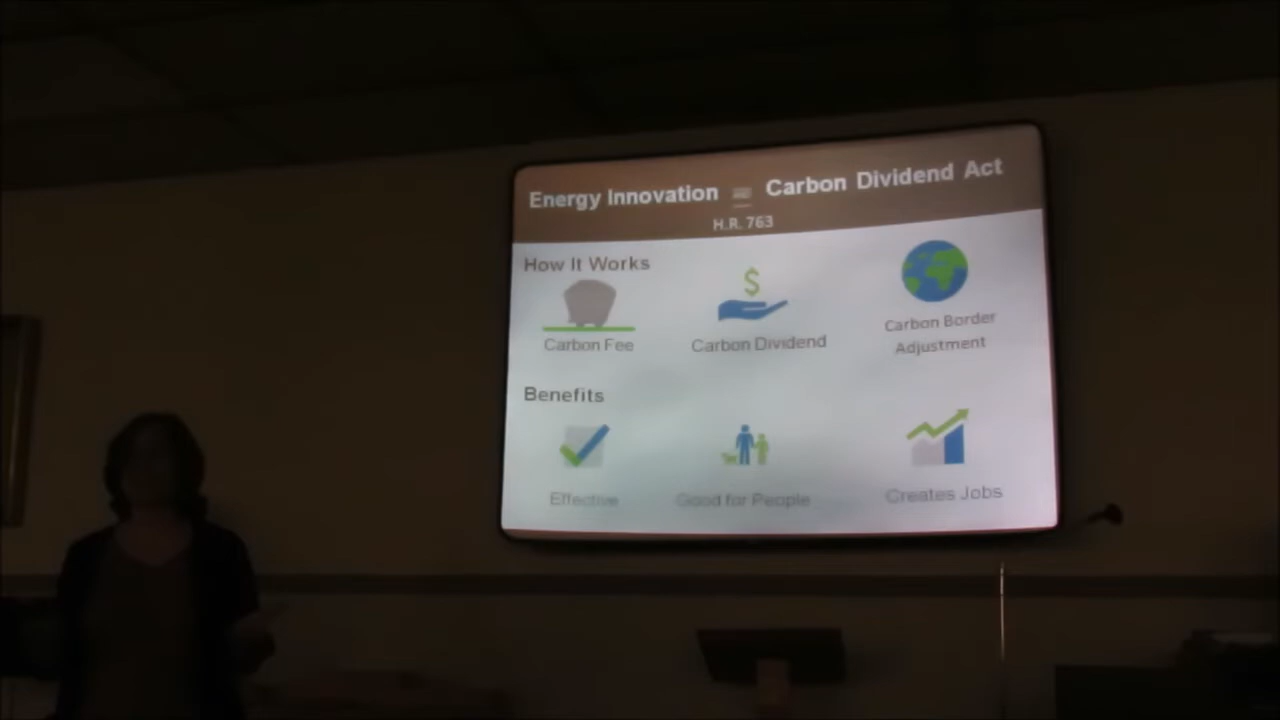 Energy Innovation and Carbon Dividend Act
H.R. 763
How It Works
$
Carbon Fee
Carbon Dividend
Carbon Border
Adjustment
Benefits
Effective
Good for People
Creates Jobs